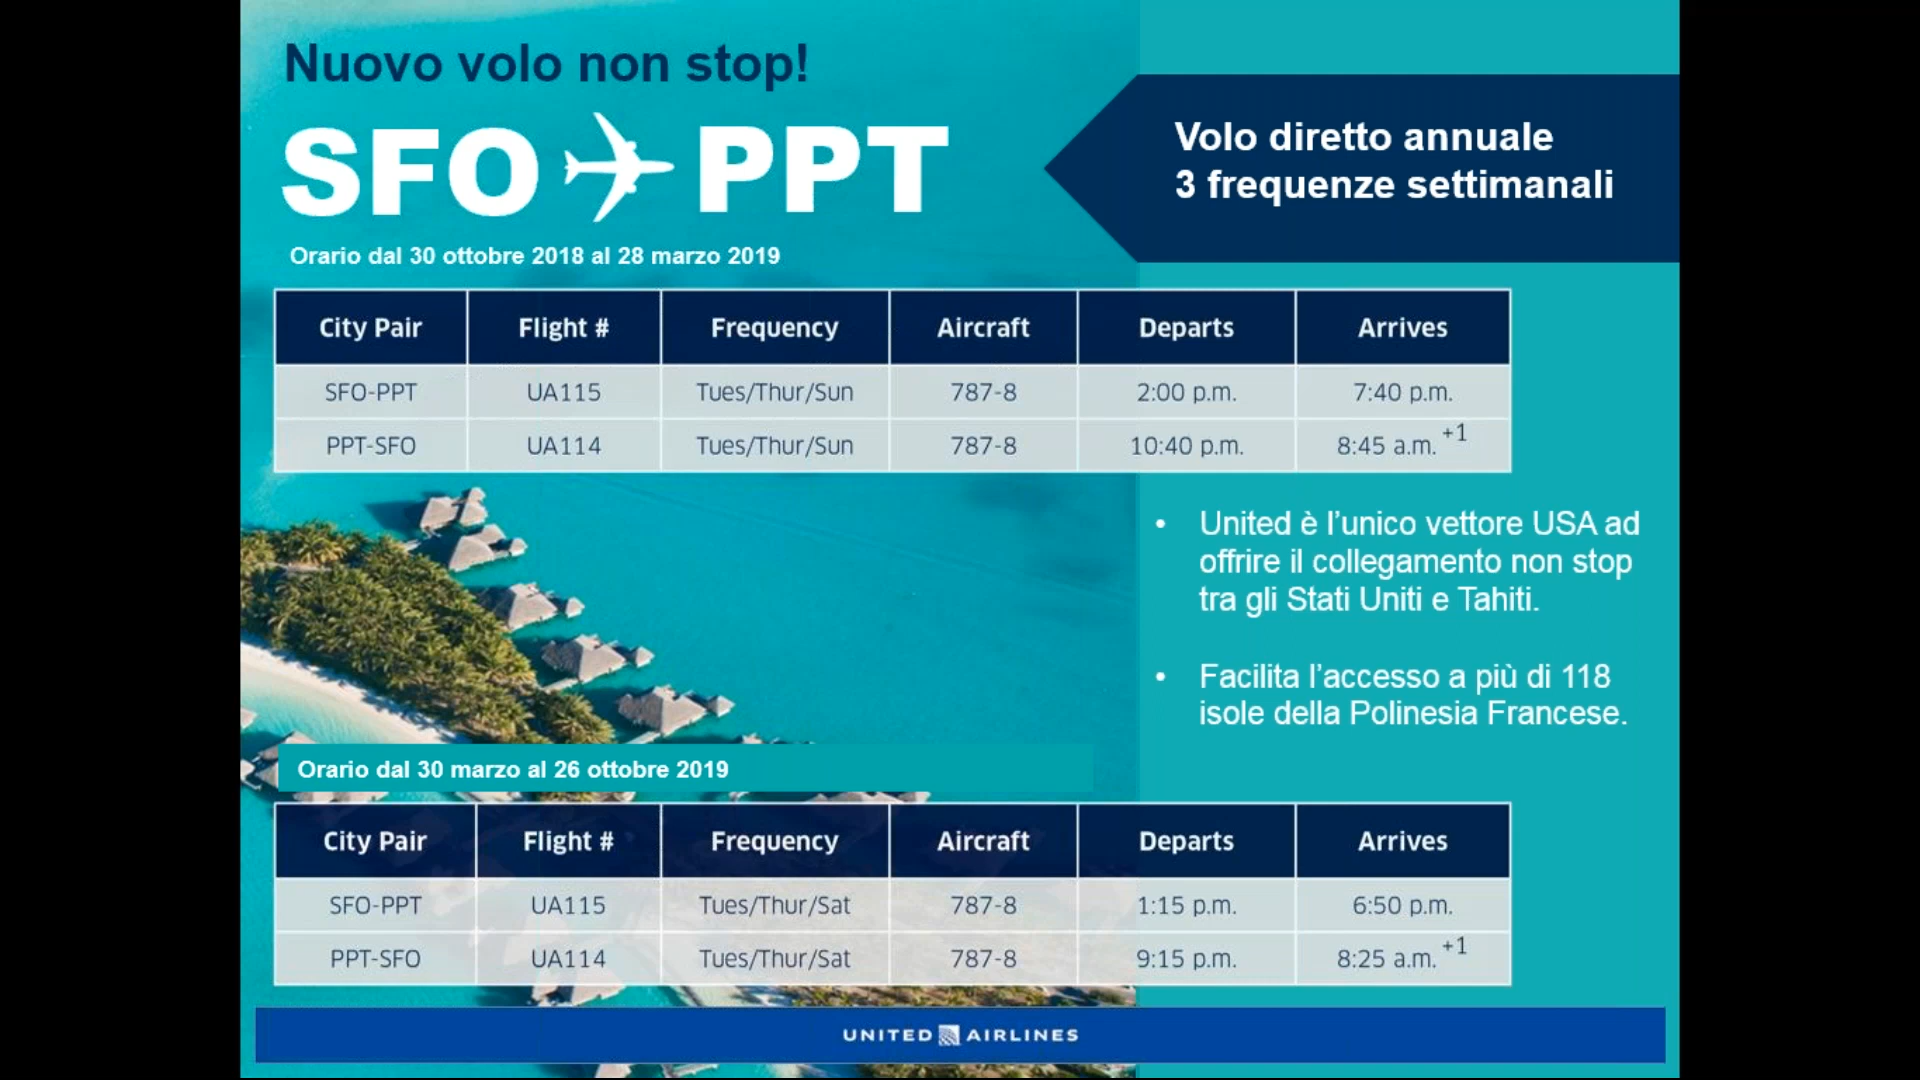 Nuovo volo non stop!
SFO PPT
Volo diretto annuale
3 frequenze settimanali
Orario dal 30 ottobre 2018 al 28 marzo 2019
City Pair Flight # Frequency Aircraft Departs Arrives
SFO-PPT UA115 Tues/Thur/Sun 787-8 2:00 p.m. 7:40 p.m.
PPT-SFO UA114 Tues/Thur/Sun 787-8 10:40 p.m. 8:45 a.m. +1
• United è l’unico vettore USA ad
offrire il collegamento non stop
tra gli Stati Uniti e Tahiti.
• Facilita l’accesso a più di 118
isole della Polinesia Francese.
Orario dal 30 marzo al 26 ottobre 2019
City Pair Flight # Frequency Aircraft Departs Arrives
SFO-PPT UA115 Tues/Thur/Sat 787-8 1:15 p.m. 6:50 p.m.
PPT-SFO UA114 Tues/Thur/Sat 787-8 9:15 p.m. 8:25 a.m. +1
UNITED AIRLINES